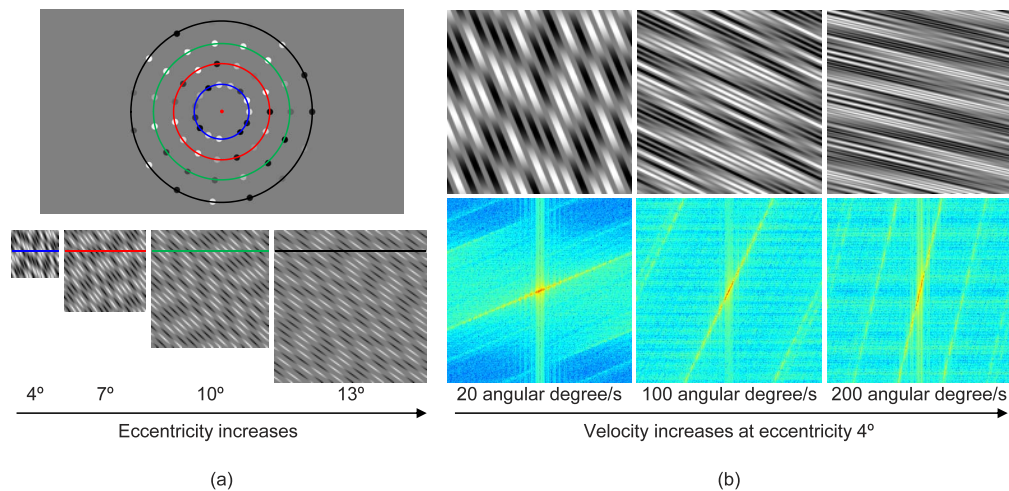 4º 7º 10º 13º
Eccentricity increases
(a)
20 angular degree/s 100 angular degree/s 200 angular degree/s
Velocity increases at eccentricity 4º
(b)